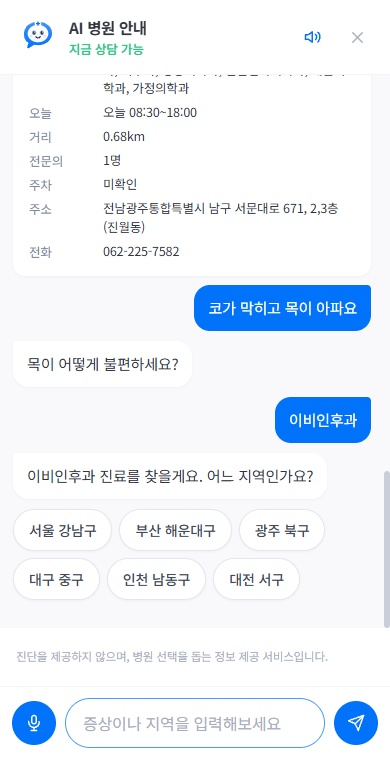 AI 병원 안내
지금 상담 가능
학과, 가정의학과
오늘 오늘 08:30~18:00
거리 0.68km
전문의 1명
주차 미확인
주소 전남광주통합특별시 남구 서문대로 671, 2,3층
(진월동)
전화 062-225-7582
코가 막히고 목이 아파요
목이 어떻게 불편하세요?
이비인후과
이비인후과 진료를 찾을게요. 어느 지역인가요?
서울 강남구 부산 해운대구 광주 북구
대구 중구 인천 남동구 대전 서구
진단을 제공하지 않으며, 병원 선택을 돕는 정보 제공 서비스입니다.
증상이나 지역을 입력해보세요